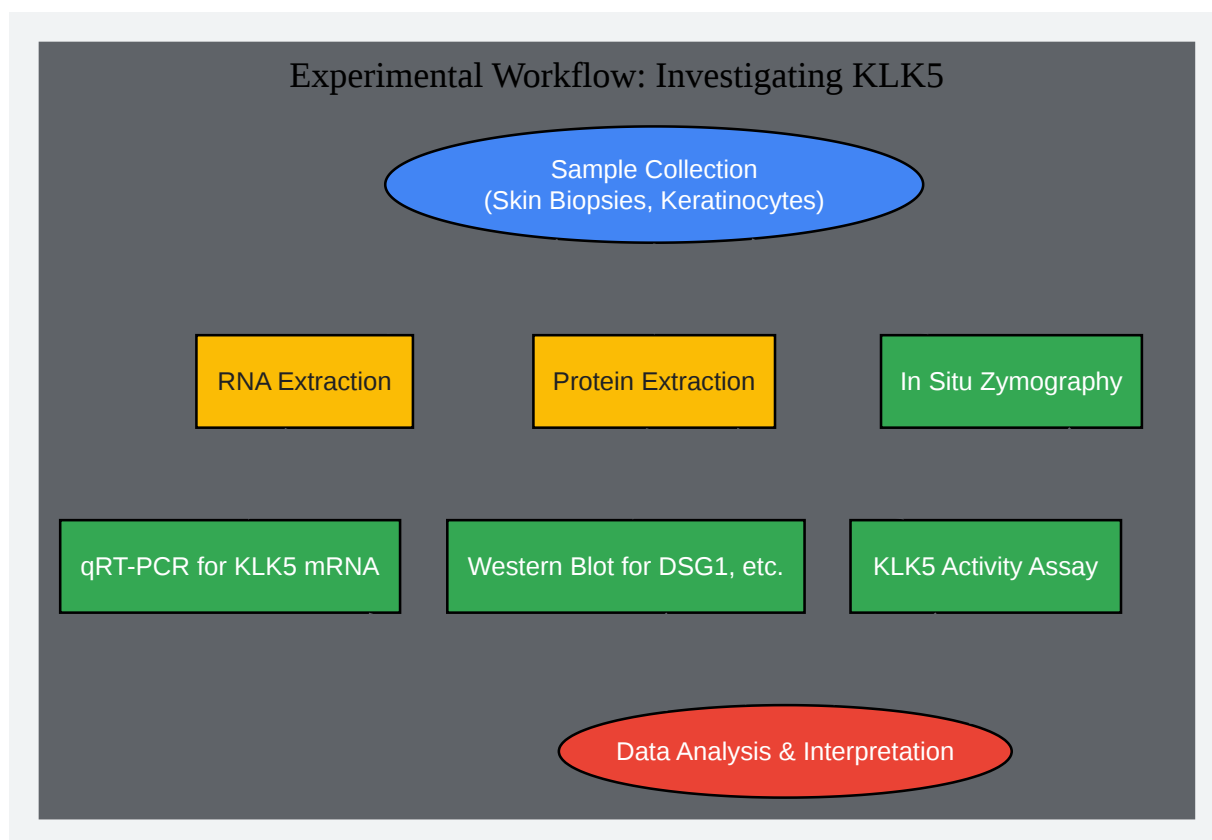 Experimental Workflow: Investigating KLK5
Sample Collection
(Skin Biopsies, Keratinocytes)
RNA Extraction
Protein Extraction
In Situ Zymography
qRT-PCR for KLK5 mRNA
Western Blot for DSG1, etc.
KLK5 Activity Assay
Data Analysis & Interpretation